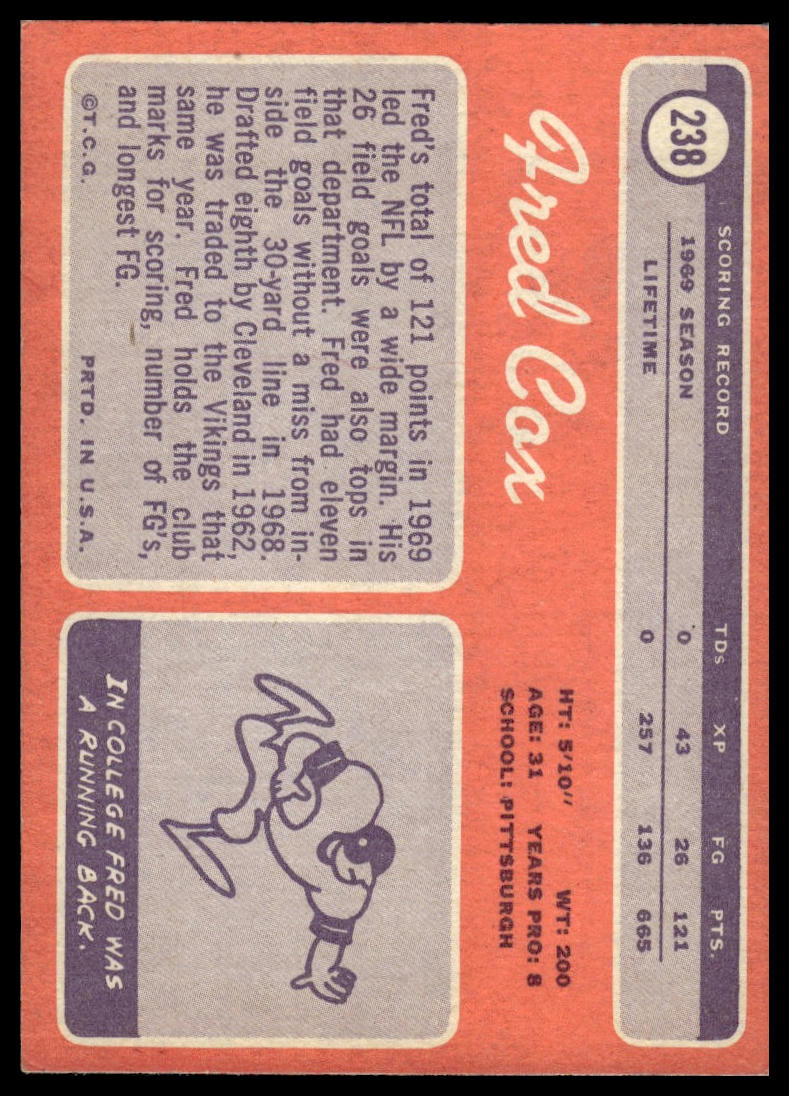 238
SCORING RECORD TDs XP FG PTS.
1969 SEASON 0 43 26 121
LIFETIME 0 257 136 665
Fred Cox
HT: 5'10" WT: 200
AGE: 31 YEARS PRO: 8
SCHOOL: PITTSBURGH
Fred's total of 121 points in 1969
led the NFL by a wide margin. His
26 field goals were also tops in
that department. Fred had eleven
field goals without a miss from in-
side the 30-yard line in 1968.
Drafted eighth by Cleveland in 1962,
he was traded to the Vikings that
same year. Fred holds the club
marks for scoring, number of FG's,
and longest FG.
©T.C.G. PRTD. IN U.S.A.
IN COLLEGE FRED WAS
A RUNNING BACK.